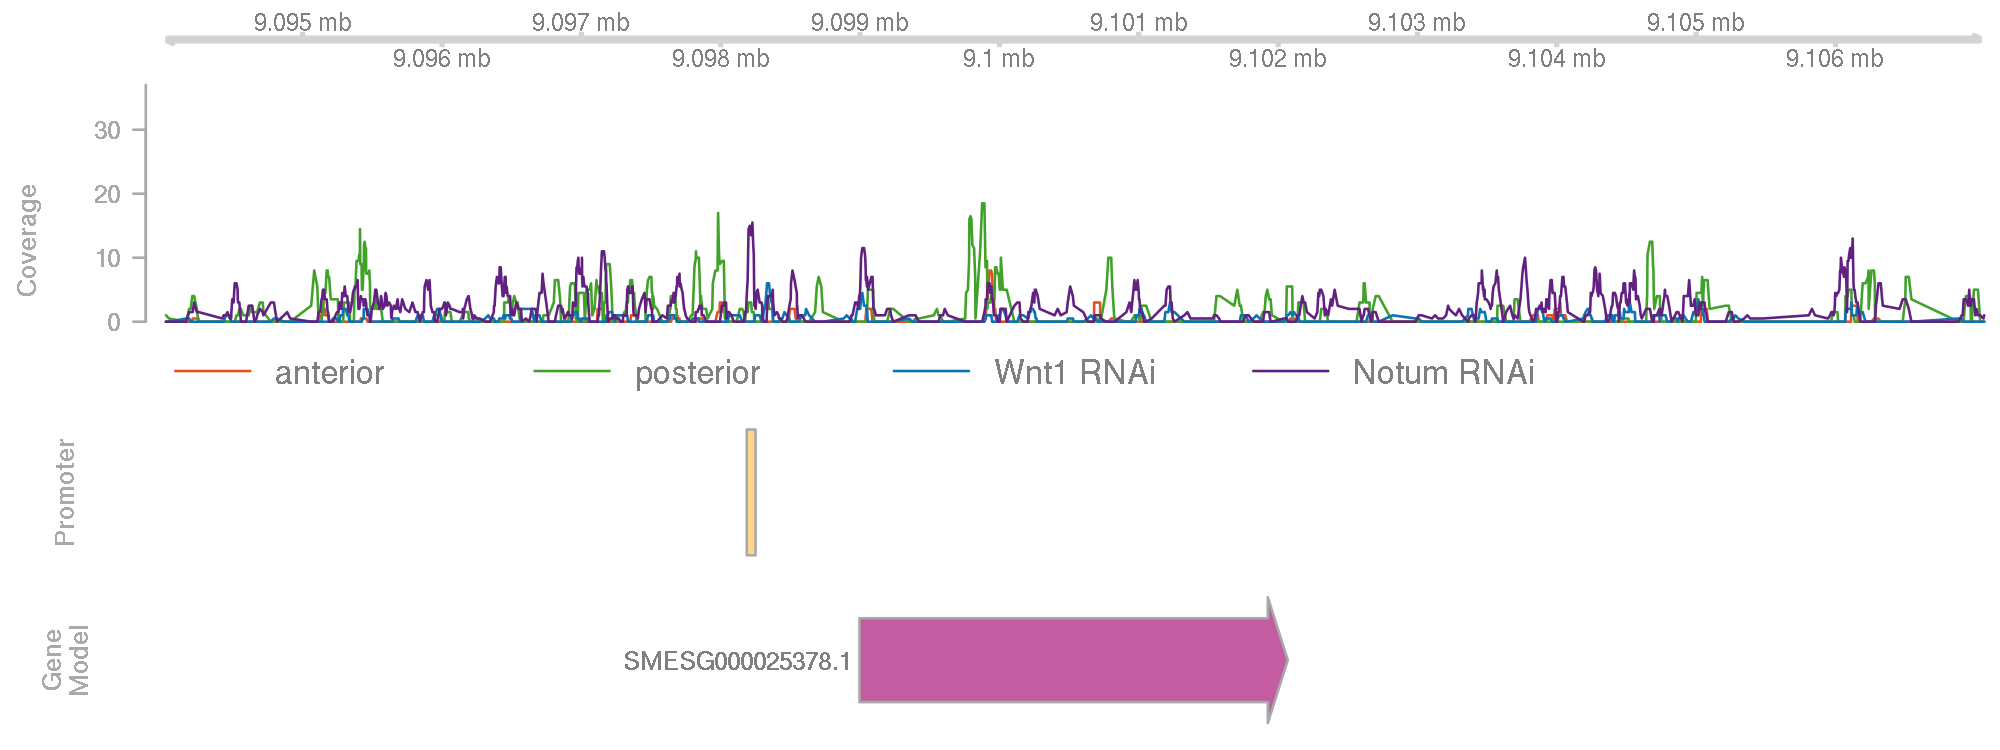 9.095 mb 9.097 mb 9.099 mb 9.101 mb 9.103 mb 9.105 mb
9.096 mb 9.098 mb 9.1 mb 9.102 mb 9.104 mb 9.106 mb
Coverage
30
20
10
0
anterior posterior Wnt1 RNAi Notum RNAi
Promoter
Gene
Model
SMESG000025378.1